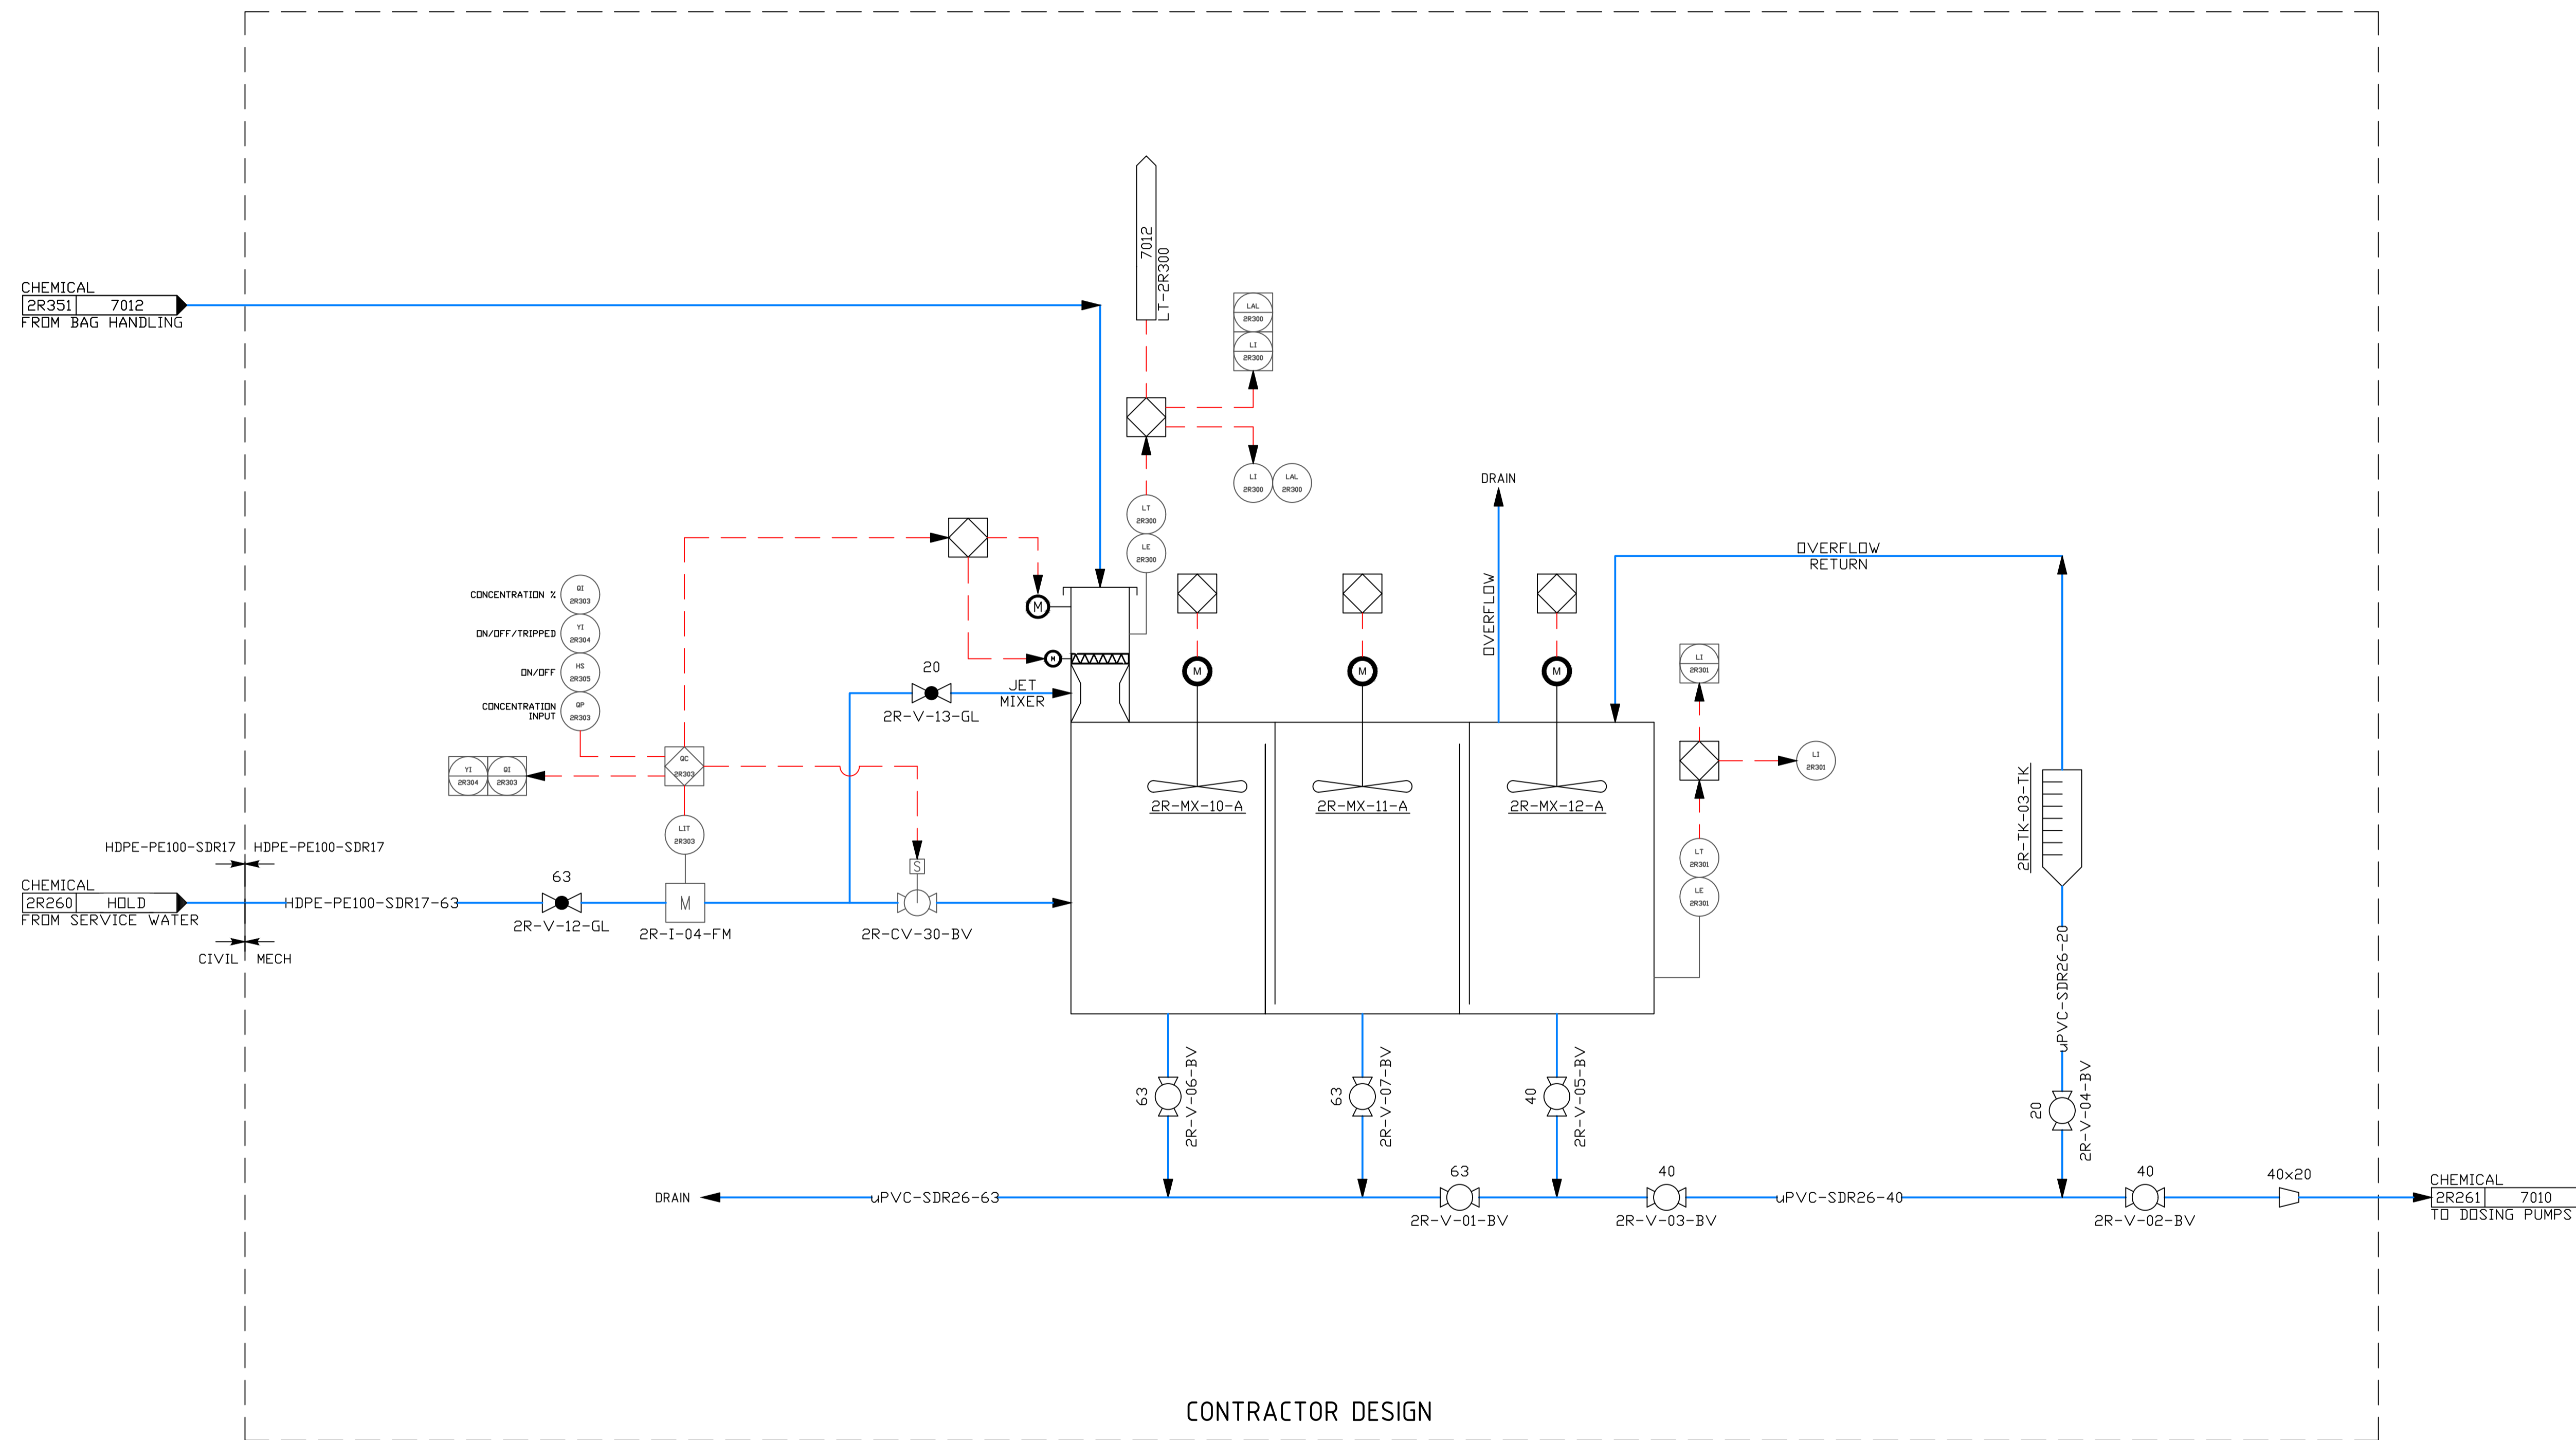 7012
LT-2R300
CHEMICAL
2R351 7012
FROM BAG HANDLING
LAL
2R300
LI
2R300
LI
2R300
LAL
2R300
LT
2R300
LE
2R300
DRAIN
OVERFLOW
OVERFLOW
RETURN
CONCENTRATION %
QI
2R303
ON/OFF/TRIPPED
YI
2R304
ON/OFF
HS
2R305
CONCENTRATION
INPUT
QP
2R303
M
M
M
M
M
20
2R-V-13-GL
JET
MIXER
LI
2R301
YI
2R304
QI
2R303
QC
2R303
LI
2R301
2R-MX-10-A
2R-MX-11-A
2R-MX-12-A
2R-TK-03-TK
LIT
2R303
LT
2R301
LE
2R301
HDPE-PE100-SDR17
HDPE-PE100-SDR17
S
CHEMICAL
2R260 HOLD
FROM SERVICE WATER
HDPE-PE100-SDR17-63
63
2R-V-12-GL
M
2R-I-04-FM
2R-CV-30-BV
CIVIL
MECH
uPVC-SDR26-20
63
2R-V-06-BV
63
2R-V-07-BV
40
2R-V-05-BV
20
2R-V-04-BV
DRAIN
uPVC-SDR26-63
63
2R-V-01-BV
40
2R-V-03-BV
uPVC-SDR26-40
40
2R-V-02-BV
40x20
CHEMICAL
2R261 7010
TO DOSING PUMPS
CONTRACTOR DESIGN